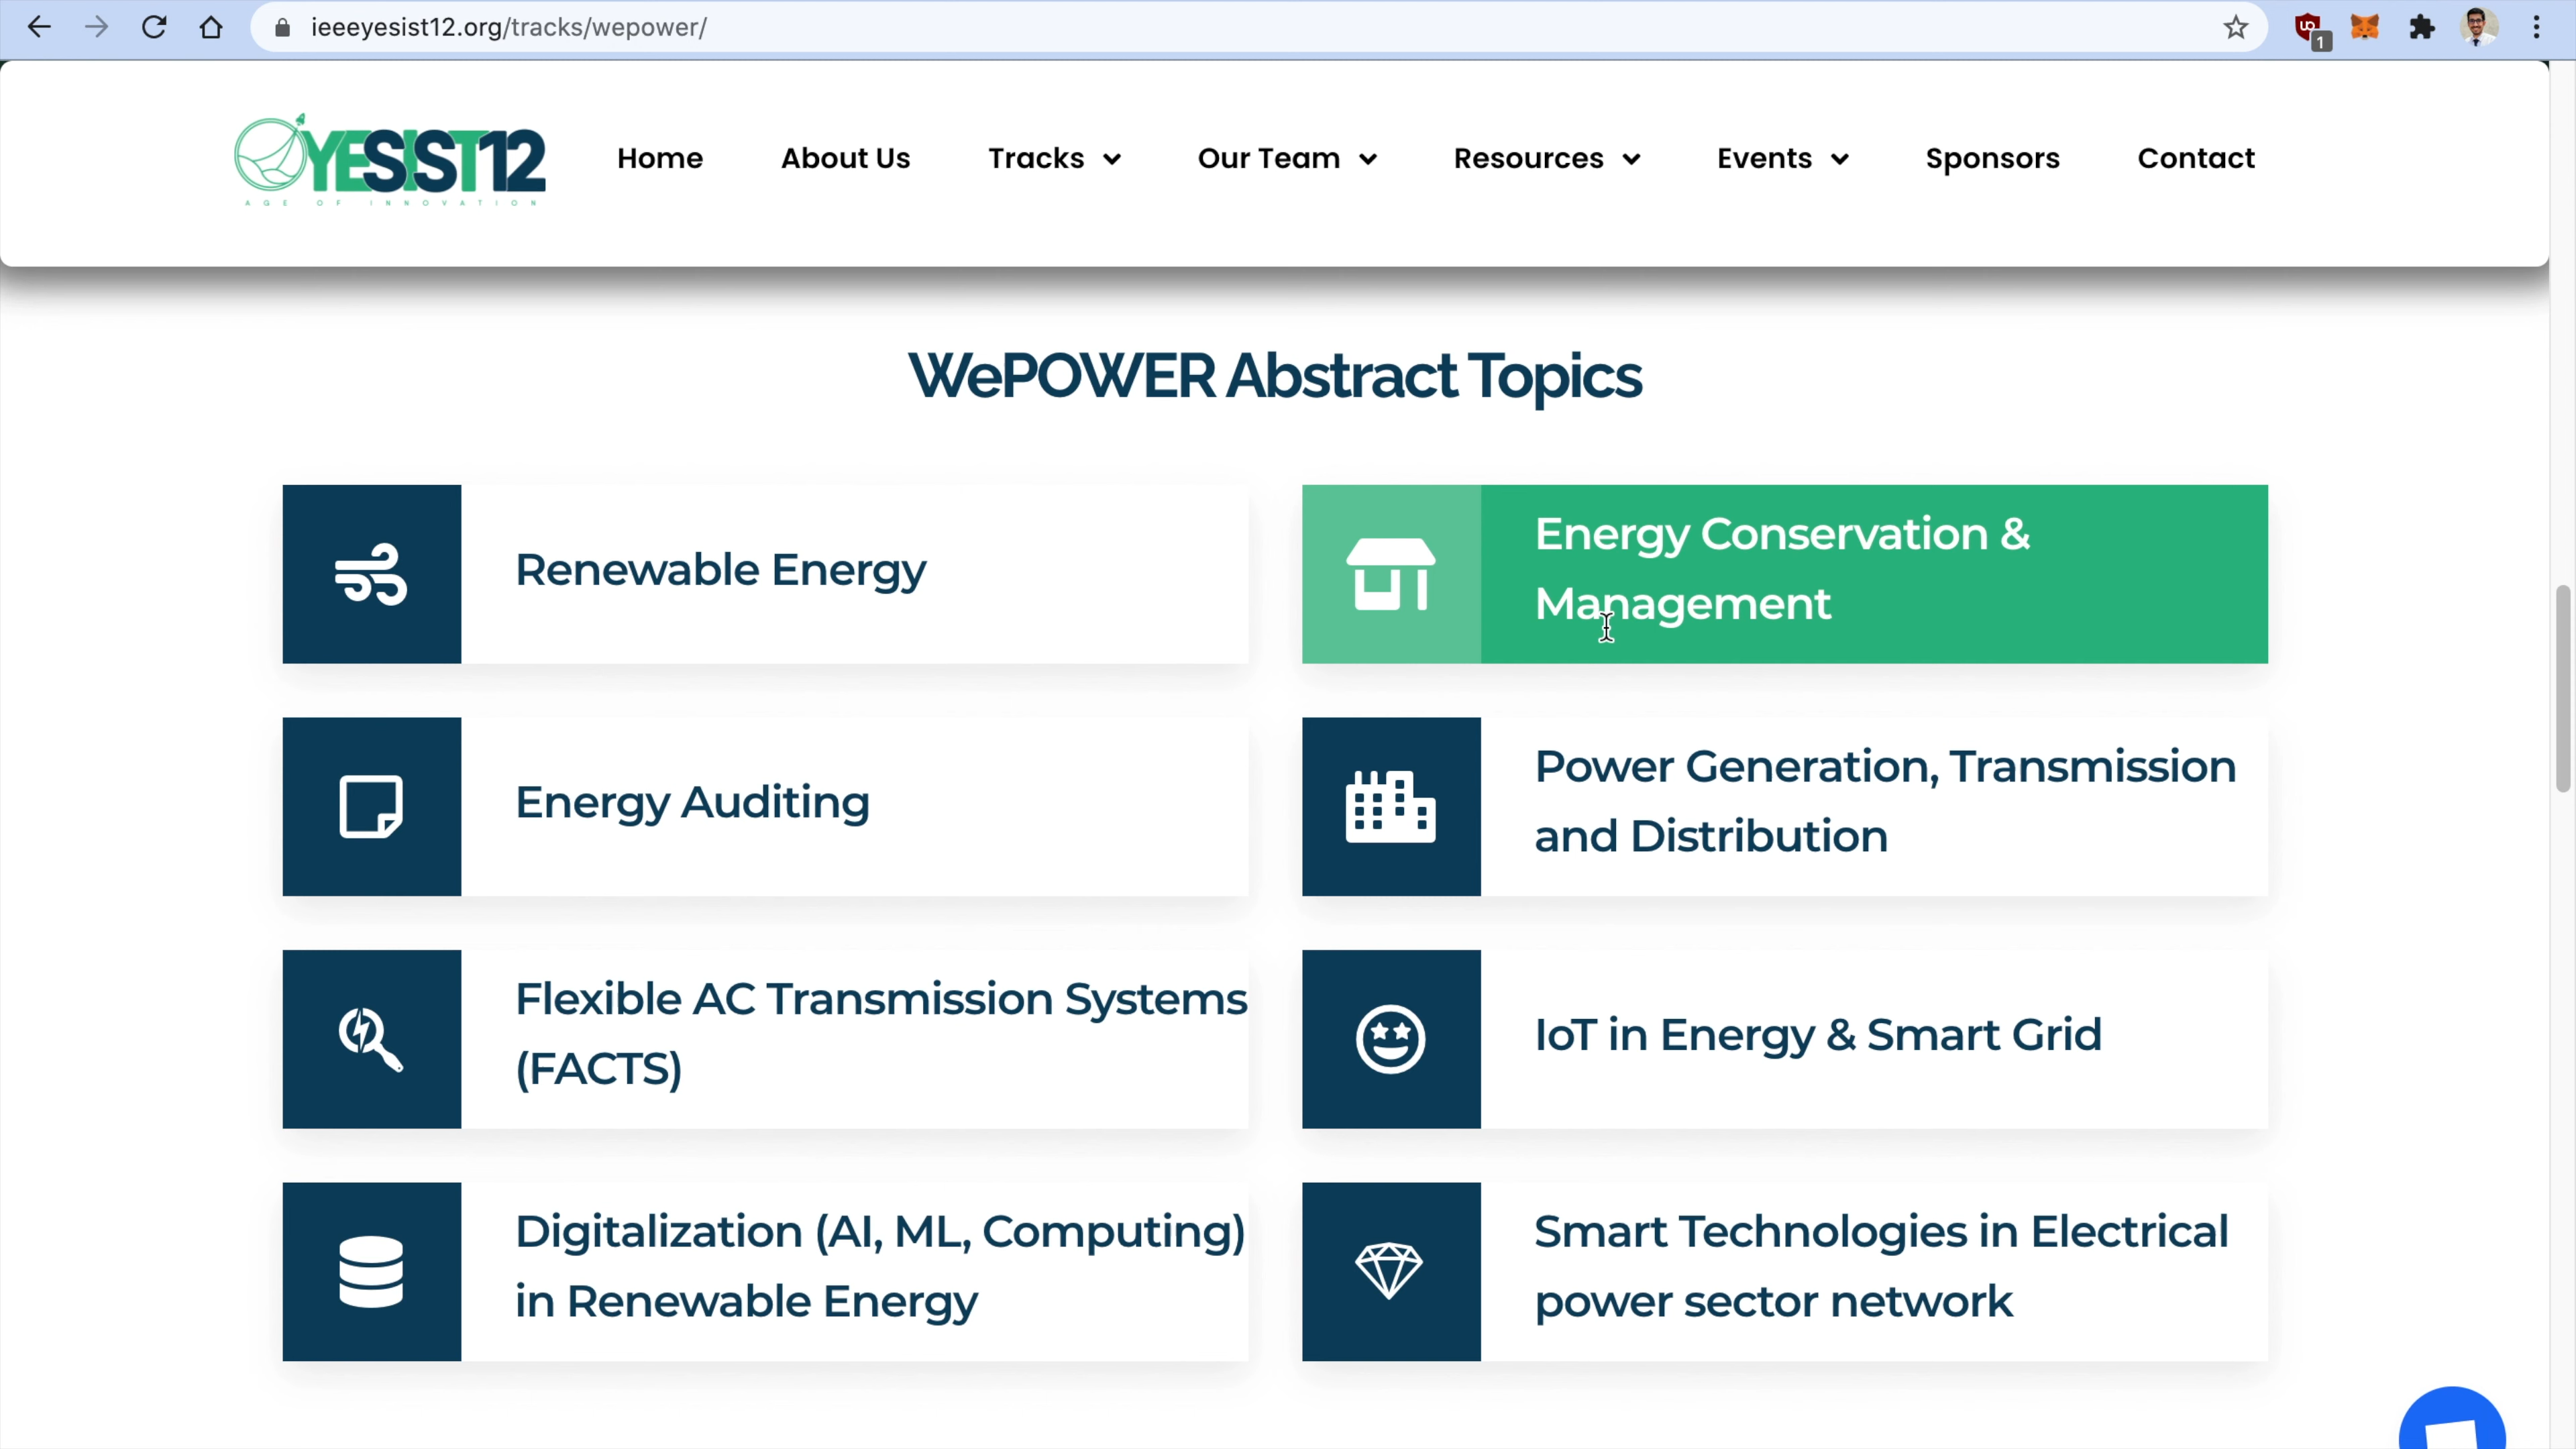 ieeeyesist12.org/tracks/wepower/
1
YESIST12
AGE OF INNOVATION
Home
About Us
Tracks
Our Team
Resources
Events
Sponsors
Contact
WePOWER Abstract Topics
Renewable Energy
Energy Conservation &
Management
Energy Auditing
Power Generation, Transmission
and Distribution
Flexible AC Transmission Systems
(FACTS)
IoT in Energy & Smart Grid
Digitalization (AI, ML, Computing)
in Renewable Energy
Smart Technologies in Electrical
power sector network